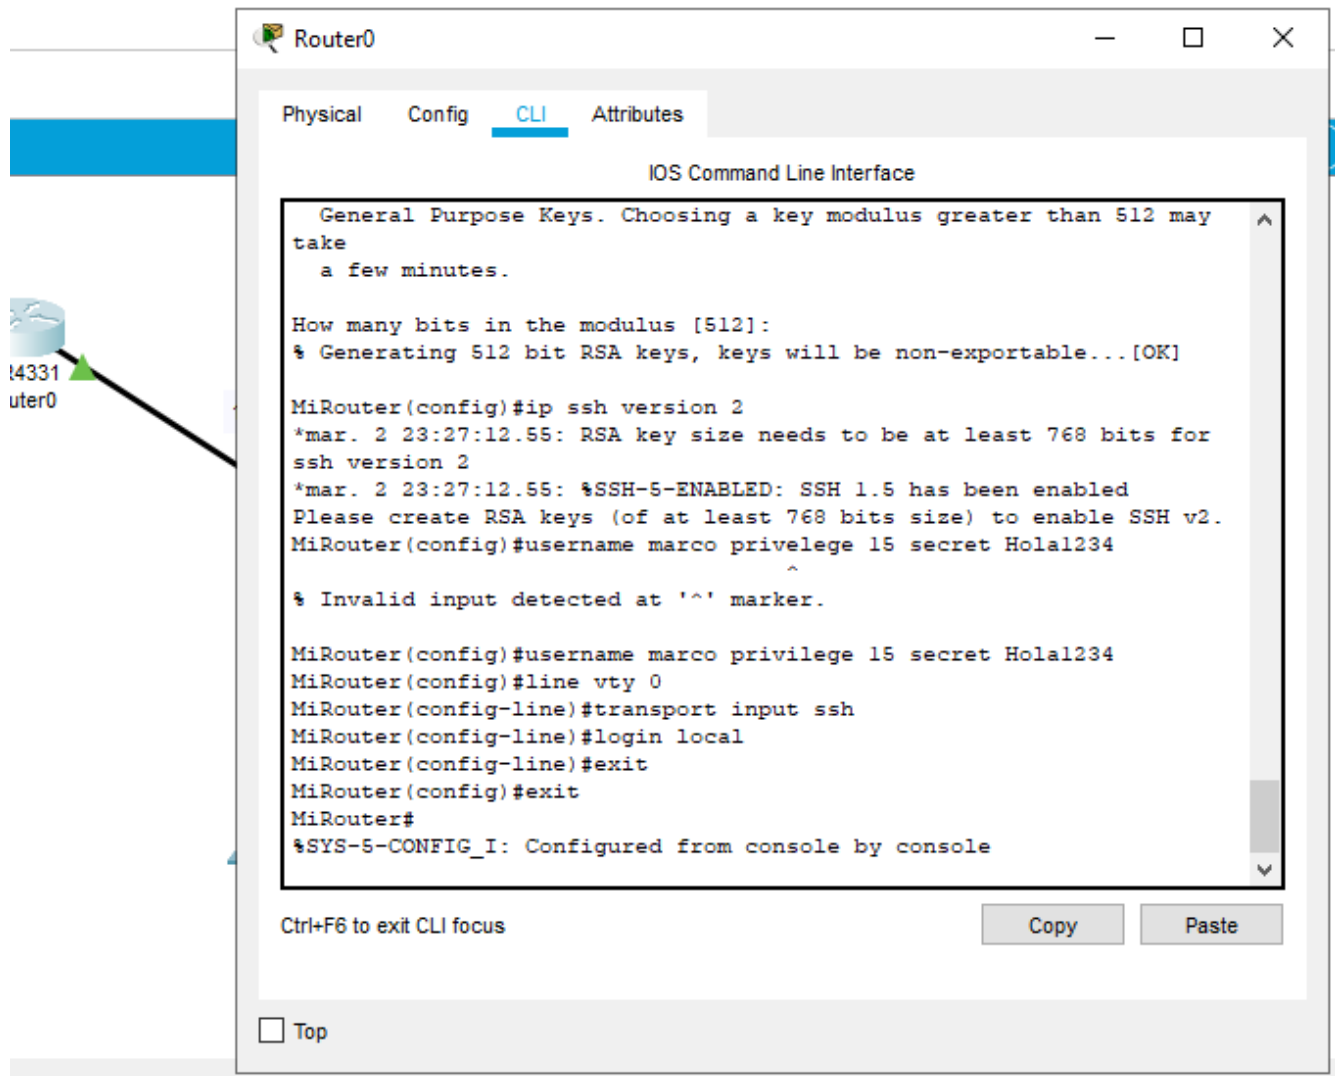 Router0
Physical Config CLI Attributes
IOS Command Line Interface
General Purpose Keys. Choosing a key modulus greater than 512 may
take
a few minutes.
How many bits in the modulus [512]:
% Generating 512 bit RSA keys, keys will be non-exportable...[OK]
MiRouter(config)#ip ssh version 2
*mar. 2 23:27:12.55: RSA key size needs to be at least 768 bits for
ssh version 2
*mar. 2 23:27:12.55: %SSH-5-ENABLED: SSH 1.5 has been enabled
Please create RSA keys (of at least 768 bits size) to enable SSH v2.
MiRouter(config)#username marco privelege 15 secret Hola1234
^
% Invalid input detected at '^' marker.
MiRouter(config)#username marco privilege 15 secret Hola1234
MiRouter(config)#line vty 0
MiRouter(config-line)#transport input ssh
MiRouter(config-line)#login local
MiRouter(config-line)#exit
MiRouter(config)#exit
MiRouter#
%SYS-5-CONFIG_I: Configured from console by console
Ctrl+F6 to exit CLI focus
Copy Paste
Top
4331
uter0